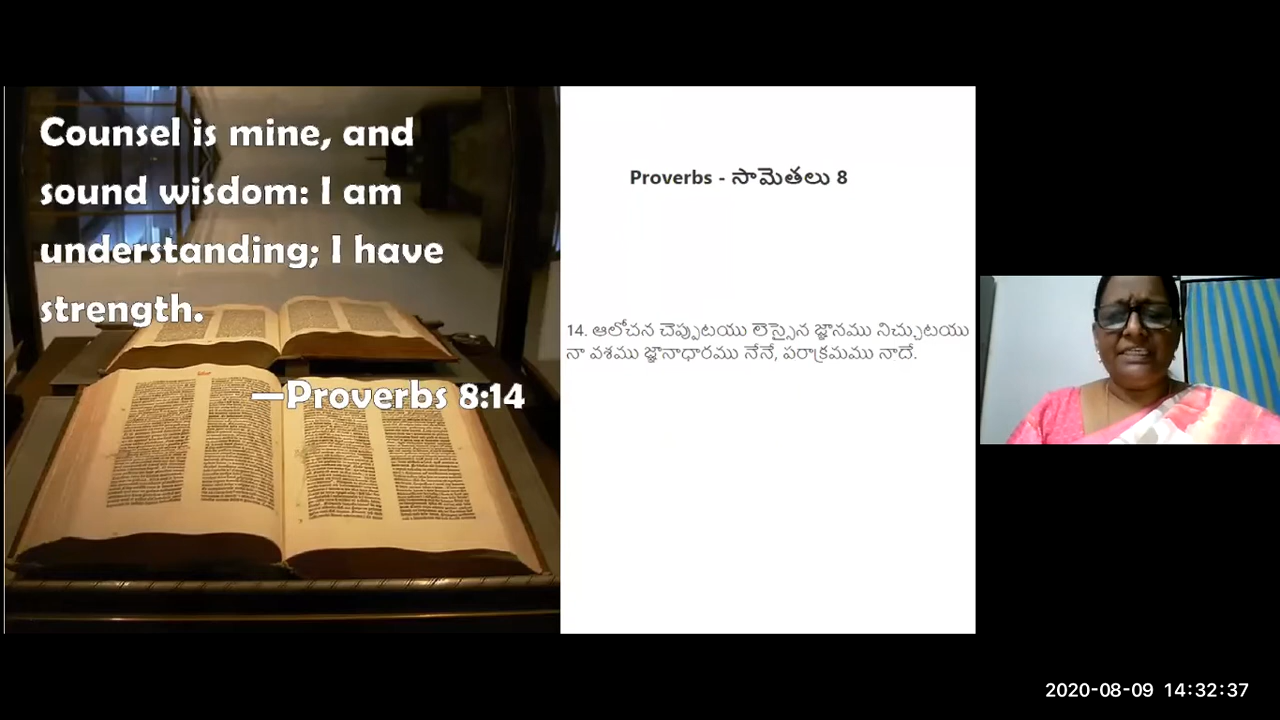 Counsel is mine, and
sound wisdom: I am
understanding; I have
strength.
—Proverbs 8:14
Proverbs - సామెతలు 8
14. ఆలోచన చెప్పుటయు లెస్సైన జ్ఞానము నిచ్చుటయు
నా వశము జ్ఞానాధారము నేనే, పరాక్రమము నాదే.
2020-08-09 14:32:37